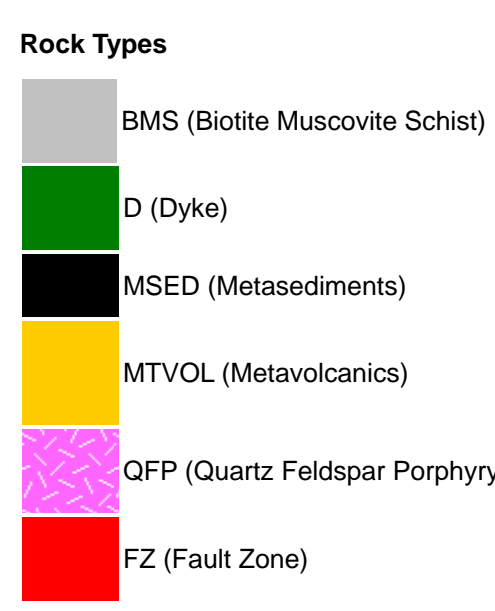 Rock Types
BMS (Biotite Muscovite Schist)
D (Dyke)
MSED (Metasediments)
MTVOL (Metavolcanics)
QFP (Quartz Feldspar Porphyry
FZ (Fault Zone)